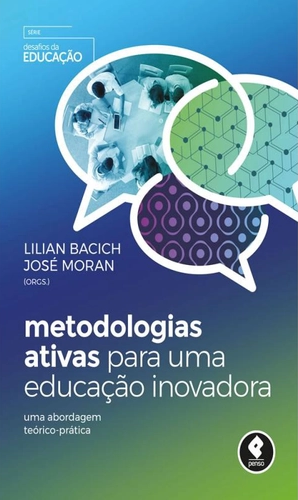 SÉRIE
desafios da
EDUCAÇÃO
LILIAN BACICH
JOSÉ MORAN
(ORGS.)
metodologias
ativas para uma
educação inovadora
uma abordagem
teórico-prática
penso